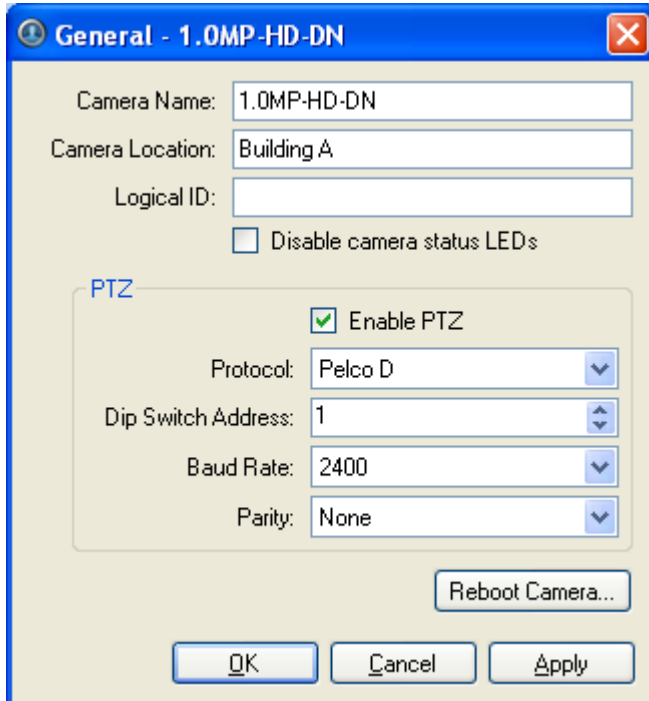 General - 1.0MP-HD-DN
Camera Name: 1.0MP-HD-DN
Camera Location: Building A
Logical ID:
Disable camera status LEDs
PTZ
Enable PTZ
Protocol: Pelco D
Dip Switch Address: 1
Baud Rate: 2400
Parity: None
Reboot Camera...
OK Cancel Apply